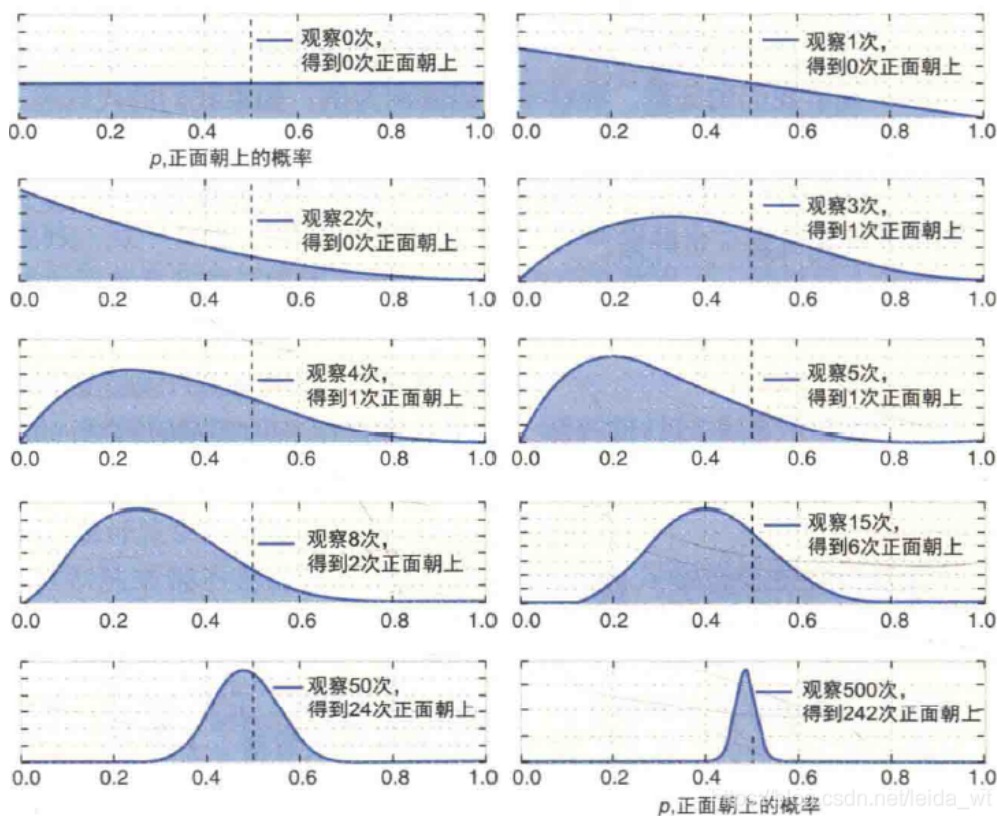 观察0次，
得到0次正面朝上
0.0 0.2 0.4 0.6 0.8 1.0
p,正面朝上的概率
观察1次，
得到0次正面朝上
0.0 0.2 0.4 0.6 0.8 1.0
观察2次，
得到0次正面朝上
0.0 0.2 0.4 0.6 0.8 1.0
观察3次，
得到1次正面朝上
0.0 0.2 0.4 0.6 0.8 1.0
观察4次，
得到1次正面朝上
0.0 0.2 0.4 0.6 0.8 1.0
观察5次，
得到1次正面朝上
0.0 0.2 0.4 0.6 0.8 1.0
观察8次，
得到2次正面朝上
0.0 0.2 0.4 0.6 0.8 1.0
观察15次，
得到6次正面朝上
0.0 0.2 0.4 0.6 0.8 1.0
观察50次，
得到24次正面朝上
0.0 0.2 0.4 0.6 0.8 1.0
观察500次，
得到242次正面朝上
0.0 0.2 0.4 0.6 0.8 1.0
p,正面朝上的概率
https://blog.csdn.net/leida_wt